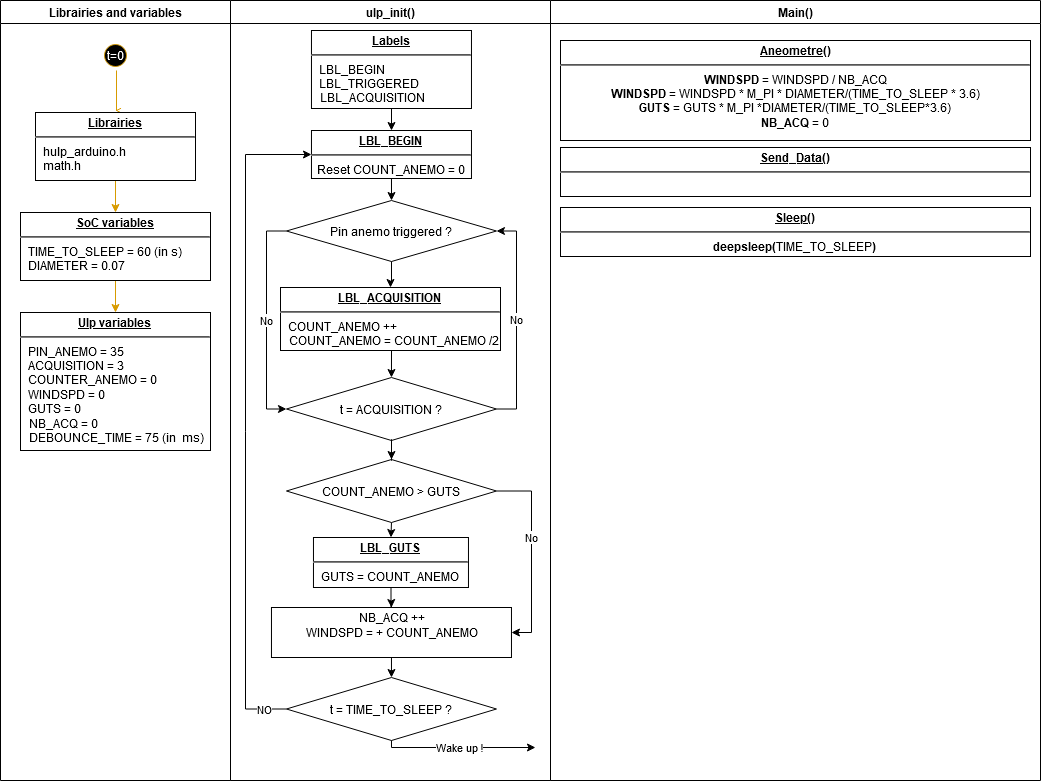 Librairies and variables
t=0
Librairies
hulp_arduino.h
math.h
SoC variables
TIME_TO_SLEEP = 60 (in s)
DIAMETER = 0.07
Ulp variables
PIN_ANEMO = 35
ACQUISITION = 3
COUNTER_ANEMO = 0
WINDSPD = 0
GUTS = 0
NB_ACQ = 0
DEBOUNCE_TIME = 75 (in ms)
ulp_init()
Labels
LBL_BEGIN
LBL_TRIGGERED
LBL_ACQUISITION
LBL_BEGIN
Reset COUNT_ANEMO = 0
Pin anemo triggered ?
No
LBL_ACQUISITION
COUNT_ANEMO ++
COUNT_ANEMO = COUNT_ANEMO /2
No
t = ACQUISITION ?
COUNT_ANEMO > GUTS
No
LBL_GUTS
GUTS = COUNT_ANEMO
NB_ACQ ++
WINDSPD = + COUNT_ANEMO
t = TIME_TO_SLEEP ?
NO
Wake up !
Main()
Aneometre()
WINDSPD = WINDSPD / NB_ACQ
WINDSPD = WINDSPD * M_PI * DIAMETER/(TIME_TO_SLEEP * 3.6)
GUTS = GUTS * M_PI *DIAMETER/(TIME_TO_SLEEP*3.6)
NB_ACQ = 0
Send_Data()
Sleep()
deepsleep(TIME_TO_SLEEP)